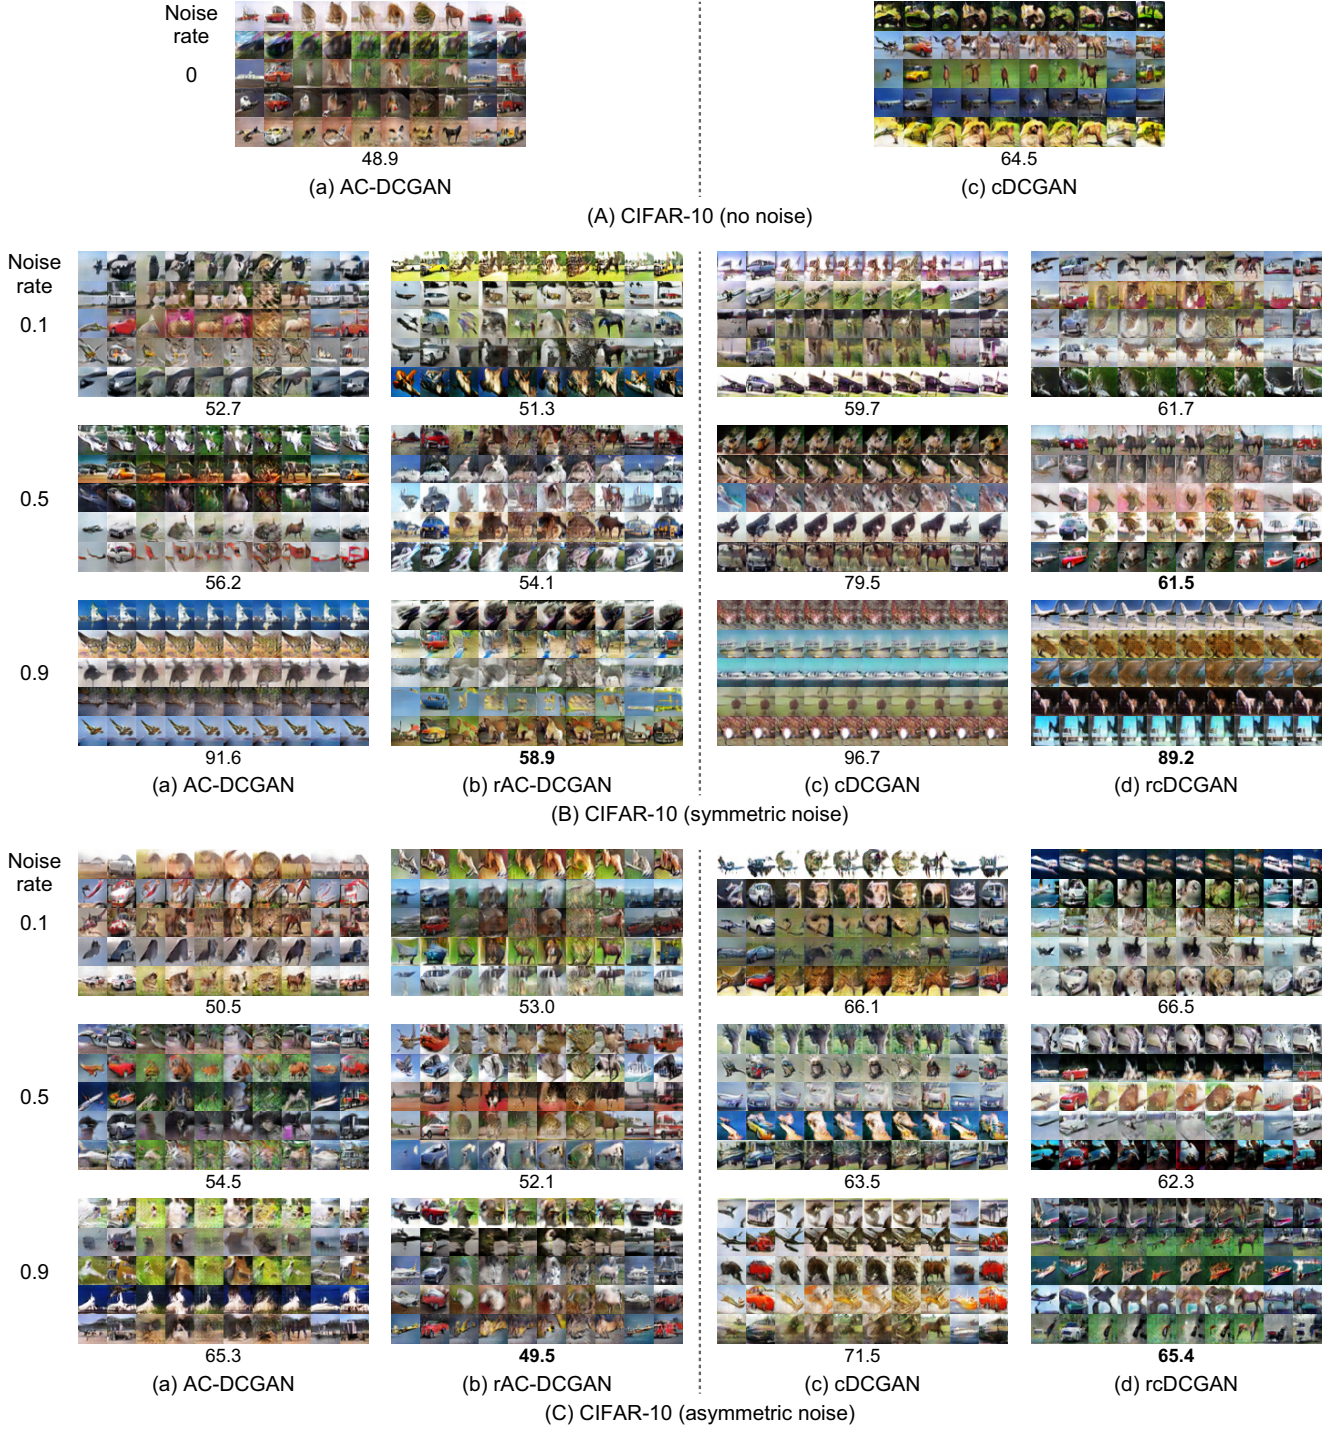 Noise
rate
0
48.9
64.5
(a) AC-DCGAN
(c) cDCGAN
(A) CIFAR-10 (no noise)
Noise
rate
0.1
52.7
51.3
59.7
61.7
0.5
56.2
54.1
79.5
61.5
0.9
91.6
58.9
96.7
89.2
(a) AC-DCGAN
(b) rAC-DCGAN
(c) cDCGAN
(d) rcDCGAN
(B) CIFAR-10 (symmetric noise)
Noise
rate
0.1
50.5
53.0
66.1
66.5
0.5
54.5
52.1
63.5
62.3
0.9
65.3
49.5
71.5
65.4
(a) AC-DCGAN
(b) rAC-DCGAN
(c) cDCGAN
(d) rcDCGAN
(C) CIFAR-10 (asymmetric noise)